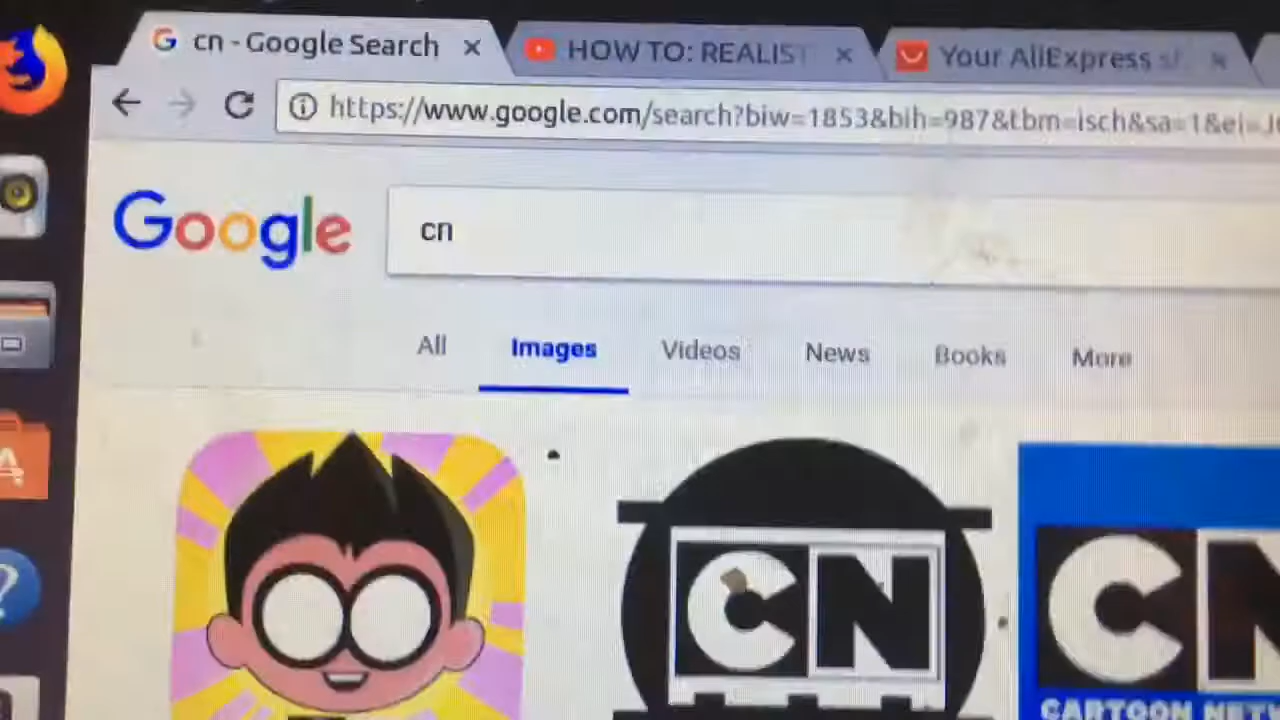 cn - Google Search
HOW TO: REALIST
Your AliExpress
https://www.google.com/search?biw=1853&bih=987&tbm=isch&sa=1&ei=J
Google
cn
All Images Videos News Books More
CN
CN
CARTOON NETW